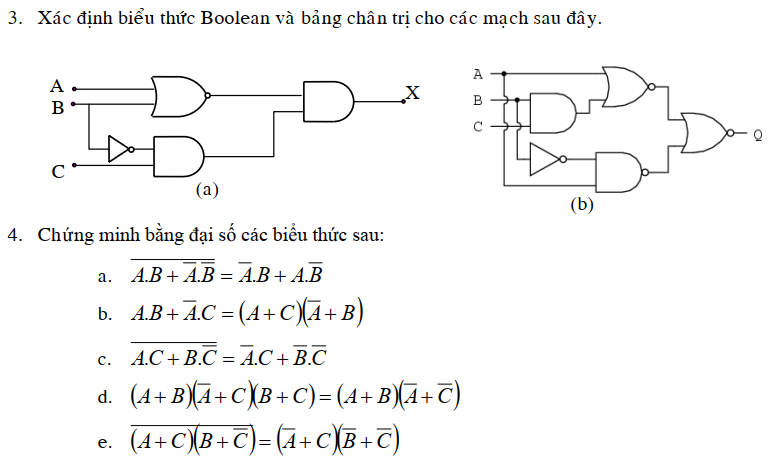 3. Xác định biểu thức Boolean và bảng chân trị cho các mạch sau đây.
A
B
C
X
(a)
A
B
C
Q
(b)
4. Chứng minh bằng đại số các biểu thức sau:
a. \overline{A.B + \overline{A}.\overline{B}} = \overline{A}.B + A.\overline{B}
b. A.B + \overline{A}.C = (A + C)(\overline{A} + B)
c. \overline{A.C + B.\overline{C}} = \overline{A}.C + \overline{B}.\overline{C}
d. (A + B)(\overline{A} + C)(B + C) = (A + B)(\overline{A} + \overline{C})
e. \overline{(A + C)(B + \overline{C})} = (\overline{A} + C)(\overline{B} + \overline{C})